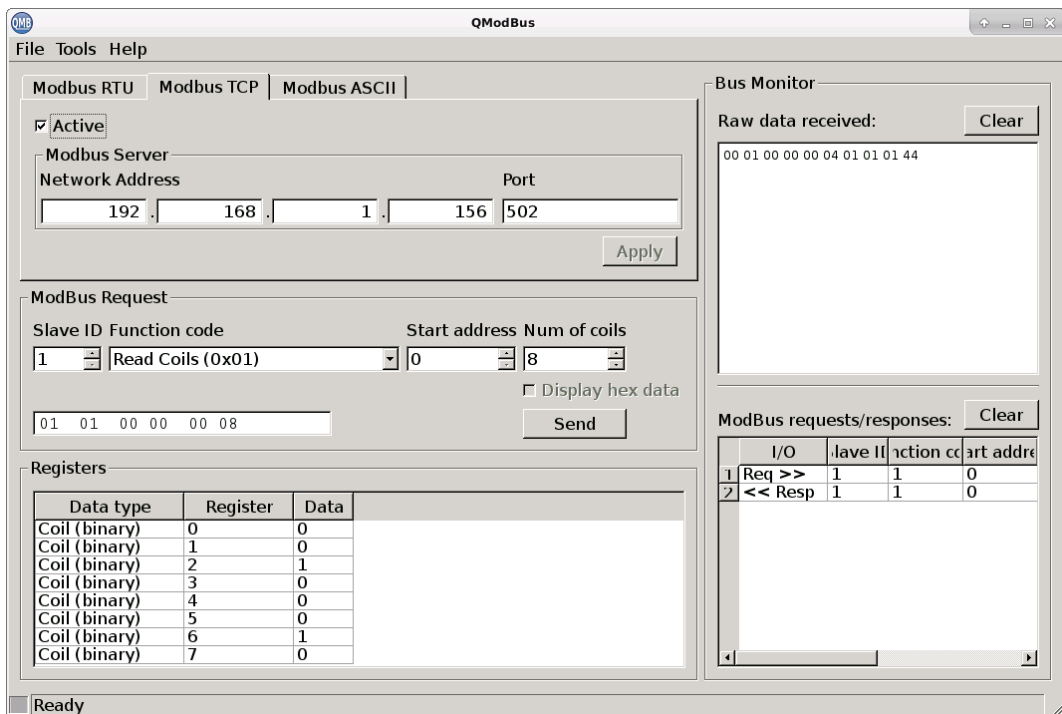 QMB QModBus
File Tools Help
Modbus RTU Modbus TCP Modbus ASCII
Active
Modbus Server
Network Address Port
192 . 168 . 1 . 156 502
Apply
ModBus Request
Slave ID Function code Start address Num of coils
1 Read Coils (0x01) 0 8
Display hex data
01 01 00 00 00 08 Send
Registers
Data type Register Data
Coil (binary) 0 0
Coil (binary) 1 0
Coil (binary) 2 1
Coil (binary) 3 0
Coil (binary) 4 0
Coil (binary) 5 0
Coil (binary) 6 1
Coil (binary) 7 0
Bus Monitor
Raw data received: Clear
00 01 00 00 00 04 01 01 01 44
ModBus requests/responses: Clear
I/O lave II nction cc art addre
1 Req >> 1 1 0
2 << Resp 1 1 0
Ready